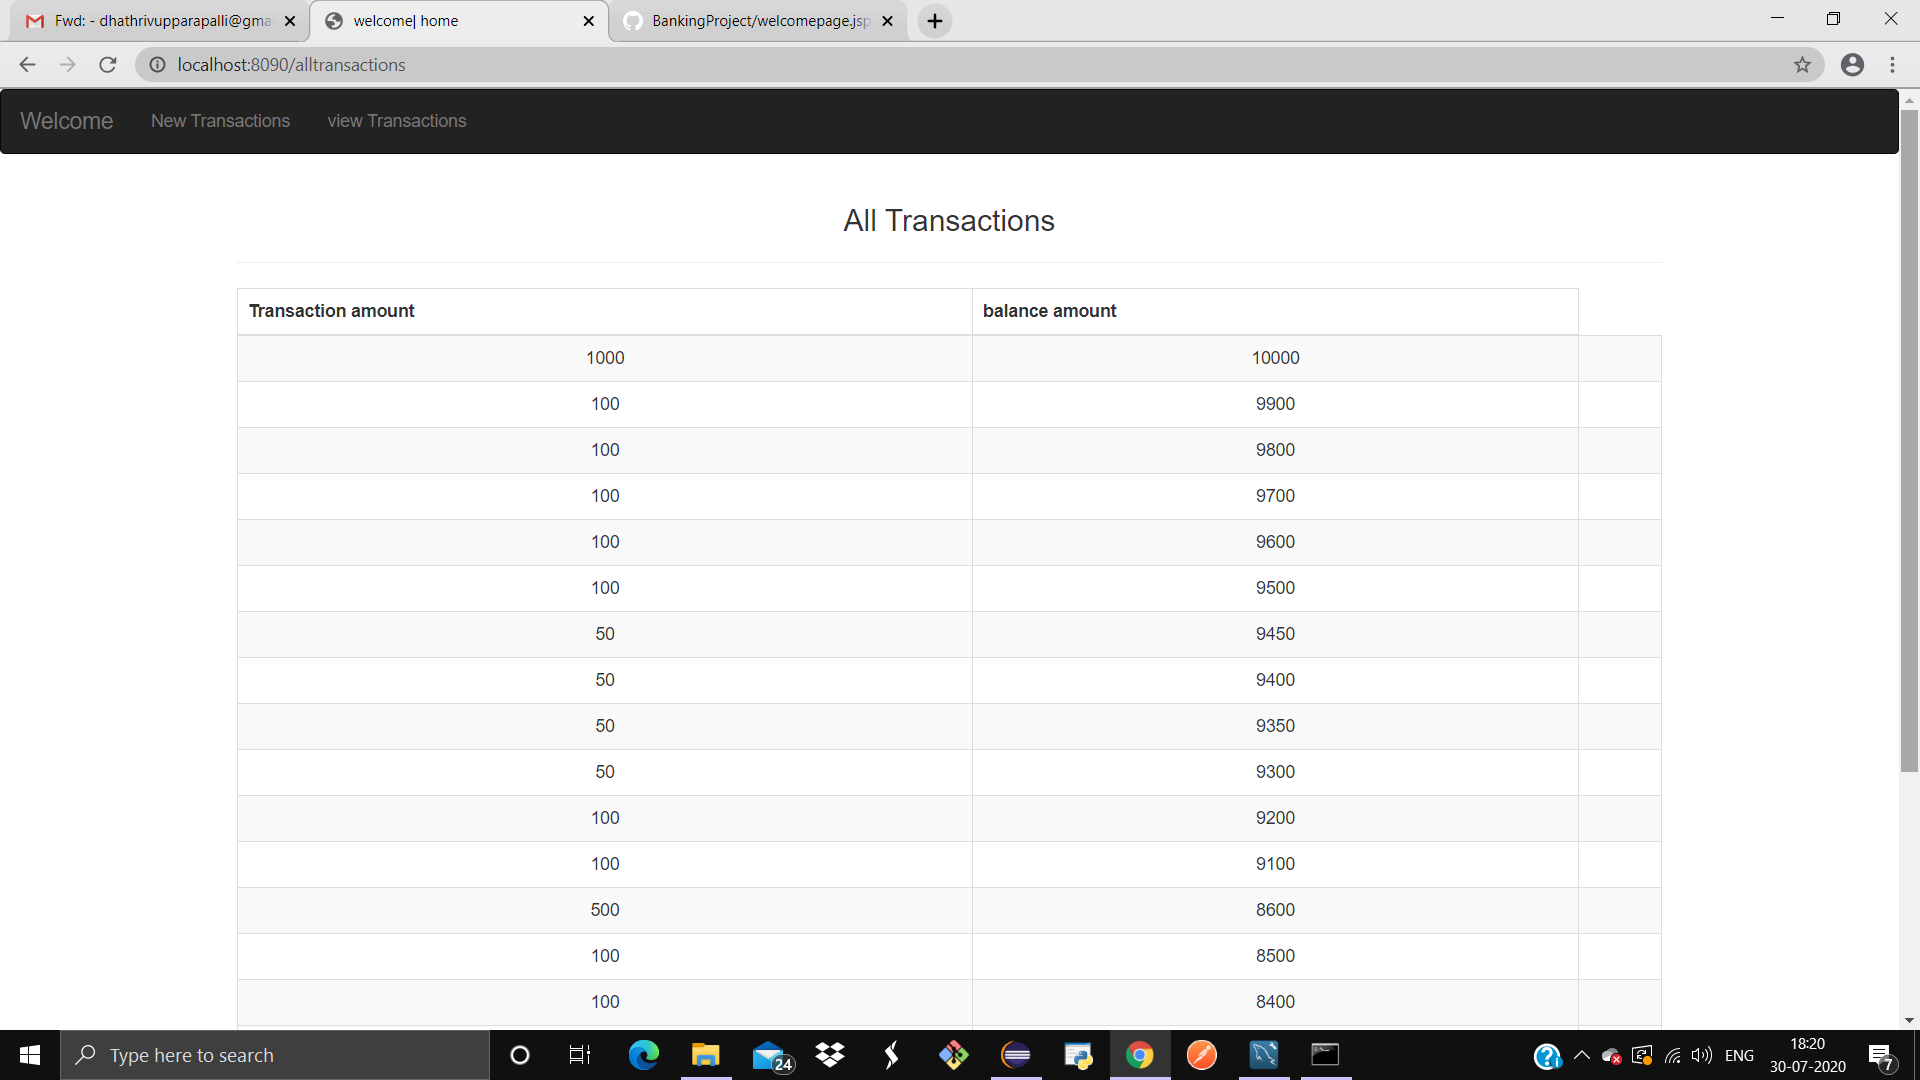 Fwd: - dhathrivupparapalli@gma
welcome| home
BankingProject/welcomepage.jsp
localhost:8090/alltransactions
Welcome New Transactions view Transactions
All Transactions
Transaction amount balance amount
1000 10000
100 9900
100 9800
100 9700
100 9600
100 9500
50 9450
50 9400
50 9350
50 9300
100 9200
100 9100
500 8600
100 8500
100 8400
Type here to search
24
ENG
18:20
30-07-2020
7